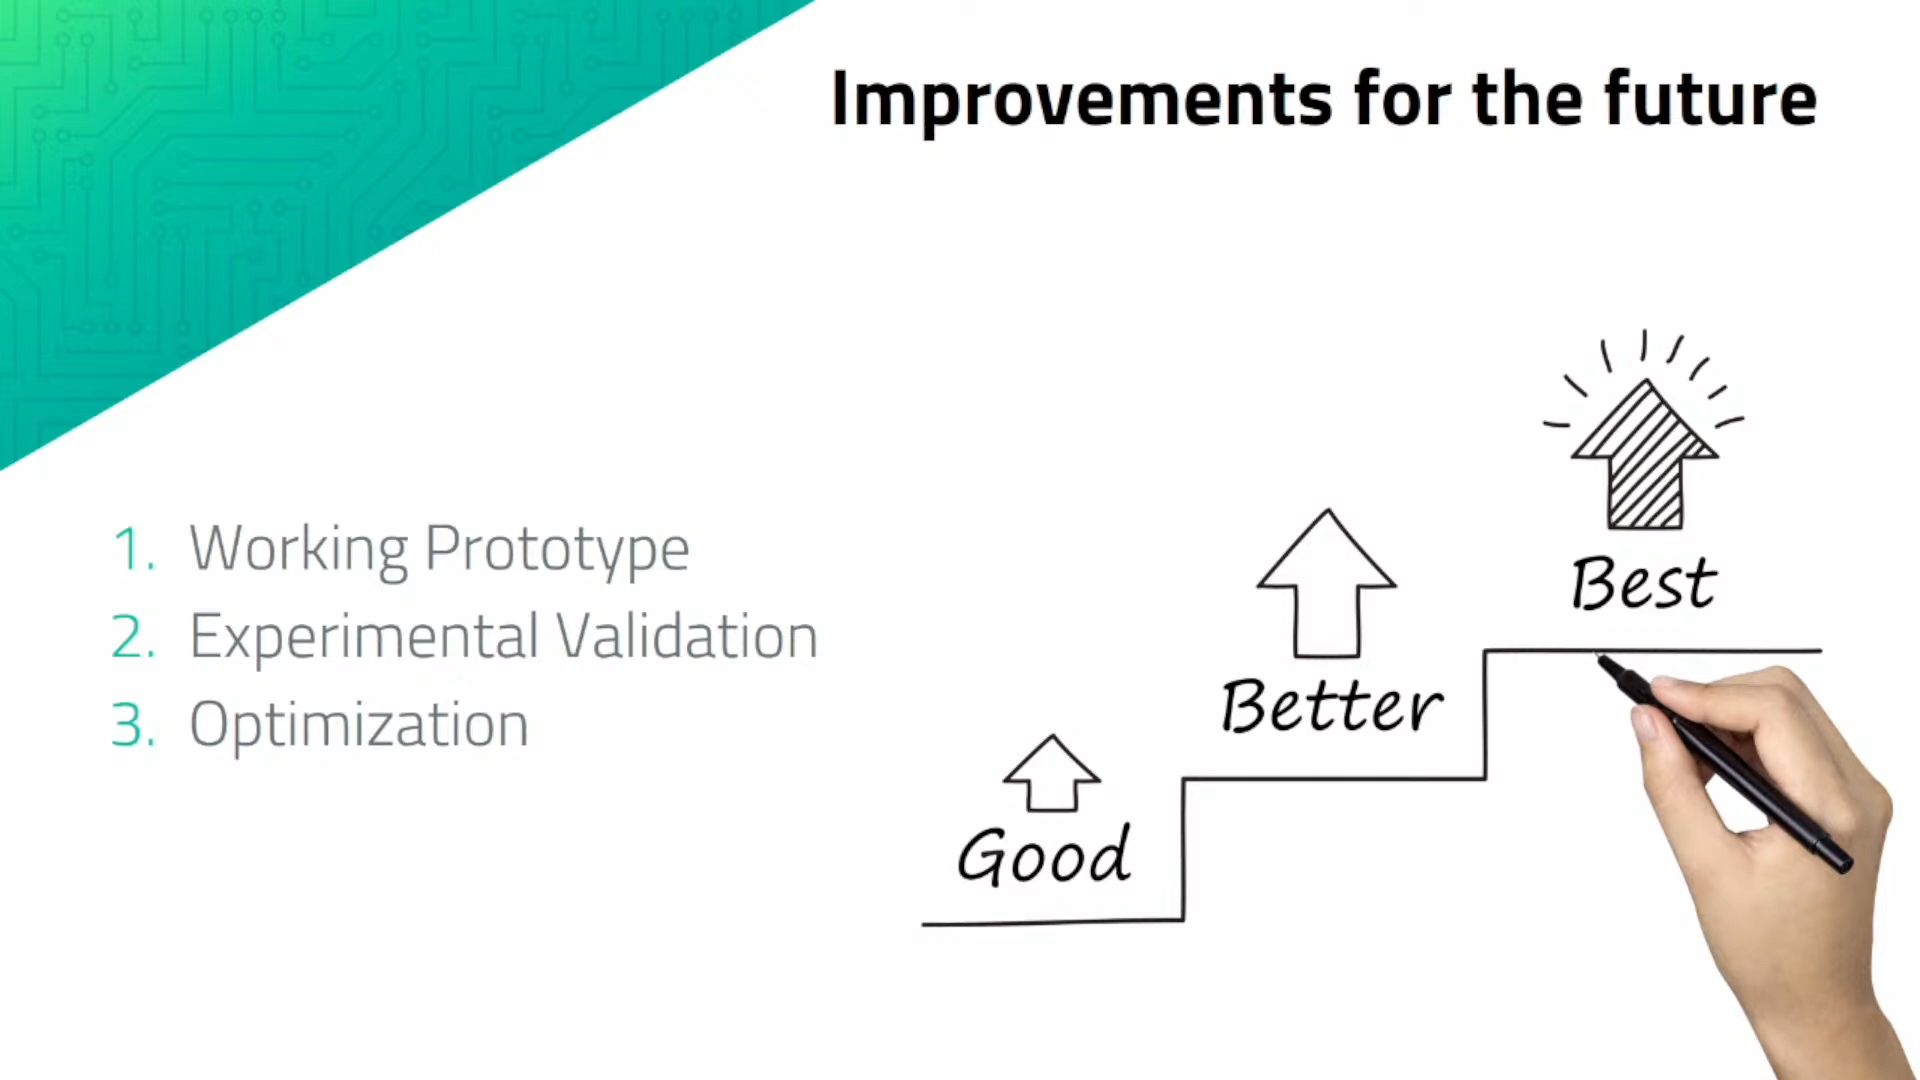 Improvements for the future
1. Working Prototype
2. Experimental Validation
3. Optimization
Good
Better
Best